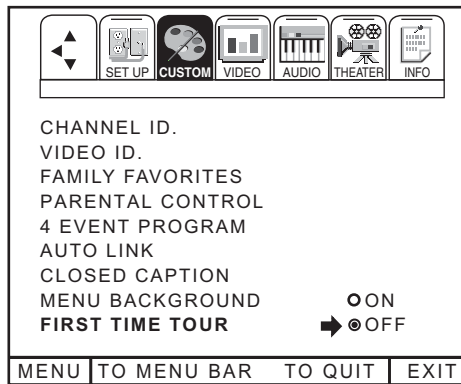 SET UP CUSTOM VIDEO AUDIO THEATER INFO
CHANNEL ID.
VIDEO ID.
FAMILY FAVORITES
PARENTAL CONTROL
4 EVENT PROGRAM
AUTO LINK
CLOSED CAPTION
MENU BACKGROUND ON
FIRST TIME TOUR OFF
MENU TO MENU BAR TO QUIT EXIT